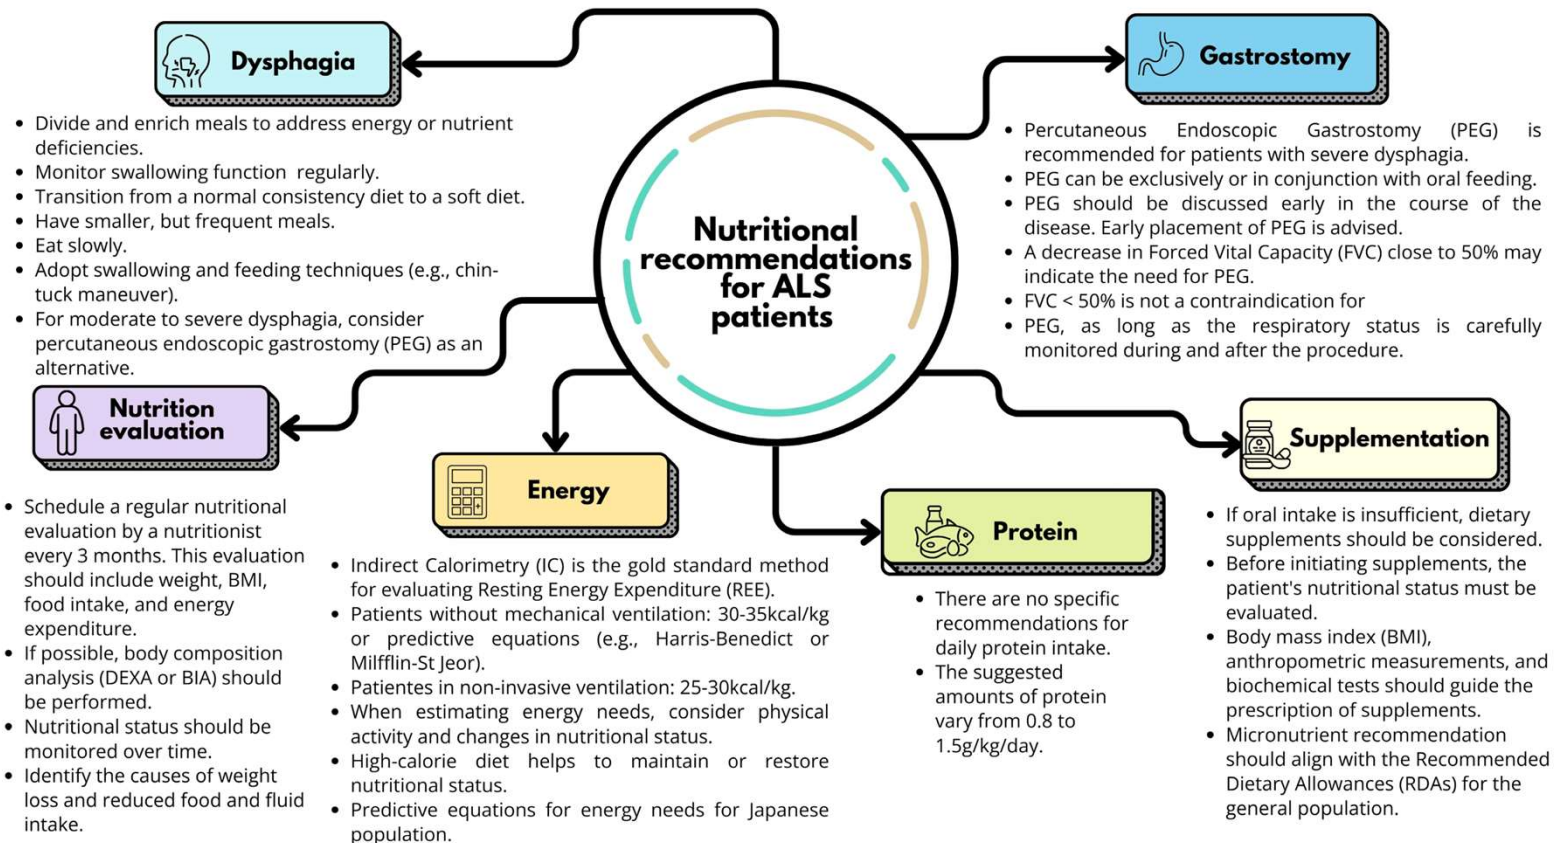 Nutritional
recommendations
for ALS
patients
Dysphagia
• Divide and enrich meals to address energy or nutrient
deficiencies.
• Monitor swallowing function regularly.
• Transition from a normal consistency diet to a soft diet.
• Have smaller, but frequent meals.
• Eat slowly.
• Adopt swallowing and feeding techniques (e.g., chin-
tuck maneuver).
• For moderate to severe dysphagia, consider
percutaneous endoscopic gastrostomy (PEG) as an
alternative.
Gastrostomy
• Percutaneous Endoscopic Gastrostomy (PEG) is
recommended for patients with severe dysphagia.
• PEG can be exclusively or in conjunction with oral feeding.
• PEG should be discussed early in the course of the
disease. Early placement of PEG is advised.
• A decrease in Forced Vital Capacity (FVC) close to 50% may
indicate the need for PEG.
• FVC < 50% is not a contraindication for
• PEG, as long as the respiratory status is carefully
monitored during and after the procedure.
Nutrition
evaluation
• Schedule a regular nutritional
evaluation by a nutritionist
every 3 months. This evaluation
should include weight, BMI,
food intake, and energy
expenditure.
• If possible, body composition
analysis (DEXA or BIA) should
be performed.
• Nutritional status should be
monitored over time.
• Identify the causes of weight
loss and reduced food and fluid
intake.
Energy
• Indirect Calorimetry (IC) is the gold standard method
for evaluating Resting Energy Expenditure (REE).
• Patients without mechanical ventilation: 30-35kcal/kg
or predictive equations (e.g., Harris-Benedict or
Milfflin-St Jeor).
• Patientes in non-invasive ventilation: 25-30kcal/kg.
• When estimating energy needs, consider physical
activity and changes in nutritional status.
• High-calorie diet helps to maintain or restore
nutritional status.
• Predictive equations for energy needs for Japanese
population.
Protein
• There are no specific
recommendations for
daily protein intake.
• The suggested
amounts of protein
vary from 0.8 to
1.5g/kg/day.
Supplementation
• If oral intake is insufficient, dietary
supplements should be considered.
• Before initiating supplements, the
patient's nutritional status must be
evaluated.
• Body mass index (BMI),
anthropometric measurements, and
biochemical tests should guide the
prescription of supplements.
• Micronutrient recommendation
should align with the Recommended
Dietary Allowances (RDAs) for the
general population.